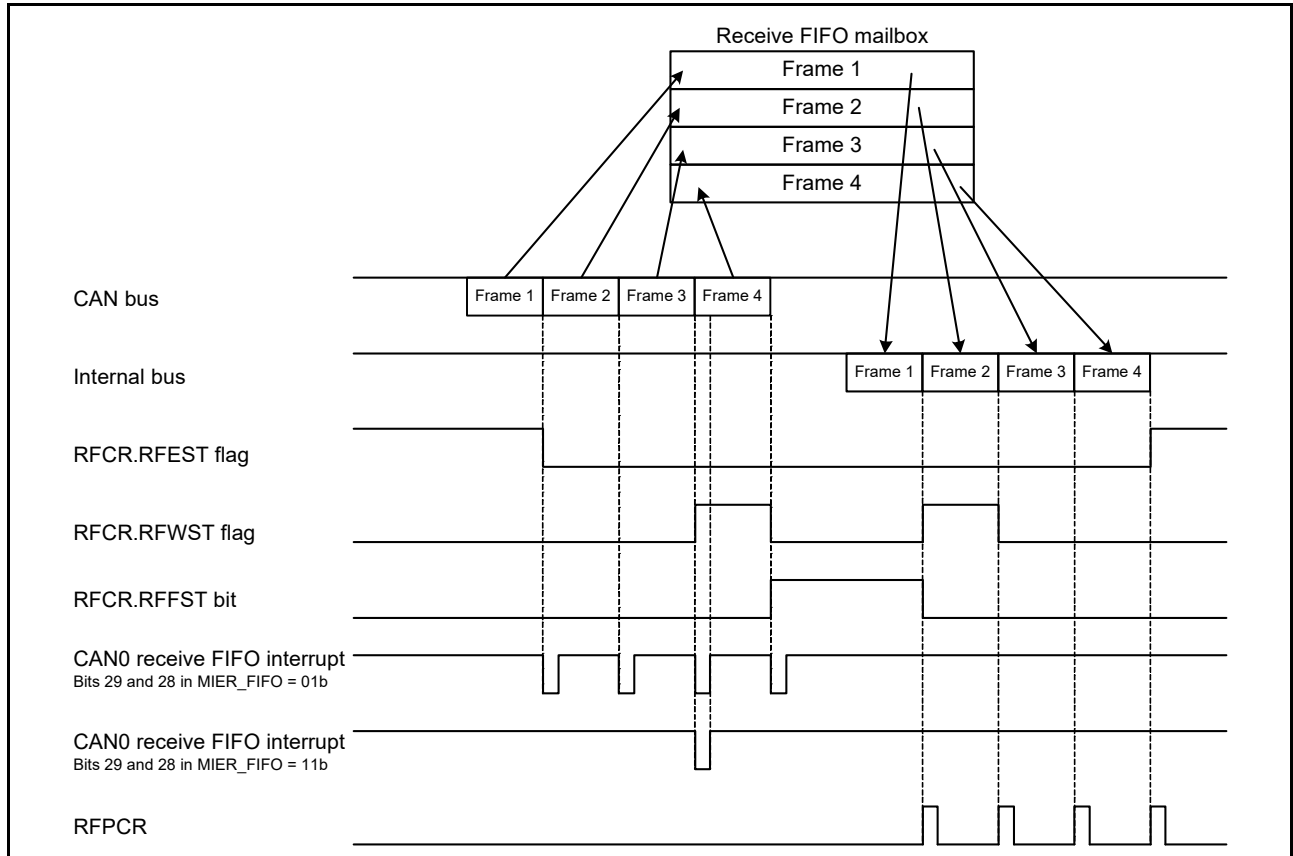 Receive FIFO mailbox
Frame 1
Frame 2
Frame 3
Frame 4
CAN bus
Frame 1 Frame 2 Frame 3 Frame 4
Internal bus
Frame 1 Frame 2 Frame 3 Frame 4
RFCR.RFEST flag
RFCR.RFWST flag
RFCR.RFFST bit
CAN0 receive FIFO interrupt
Bits 29 and 28 in MIER_FIFO = 01b
CAN0 receive FIFO interrupt
Bits 29 and 28 in MIER_FIFO = 11b
RFPCR